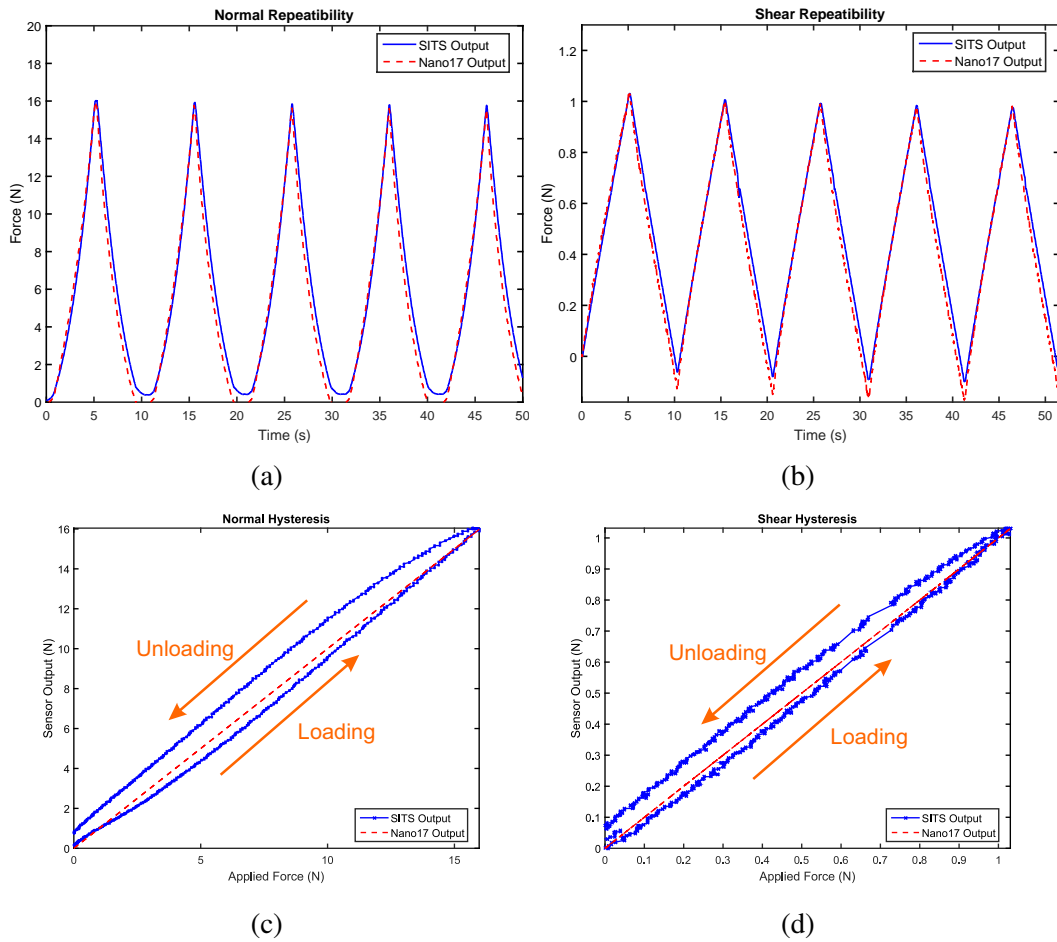 Normal Repeatibility
Force (N)
20
18
16
14
12
10
8
6
4
2
0
SITS Output
Nano17 Output
0 5 10 15 20 25 30 35 40 45 50
Time (s)
(a)
Shear Repeatibility
Force (N)
1.2
1
0.8
0.6
0.4
0.2
0
SITS Output
Nano17 Output
0 5 10 15 20 25 30 35 40 45 50
Time (s)
(b)
Normal Hysteresis
Sensor Output (N)
16
14
12
10
8
6
4
2
0
Unloading
Loading
SITS Output
Nano17 Output
0 5 10 15
Applied Force (N)
(c)
Shear Hysteresis
Sensor Output (N)
1
0.9
0.8
0.7
0.6
0.5
0.4
0.3
0.2
0.1
0
Unloading
Loading
SITS Output
Nano17 Output
0 0.1 0.2 0.3 0.4 0.5 0.6 0.7 0.8 0.9 1
Applied Force (N)
(d)